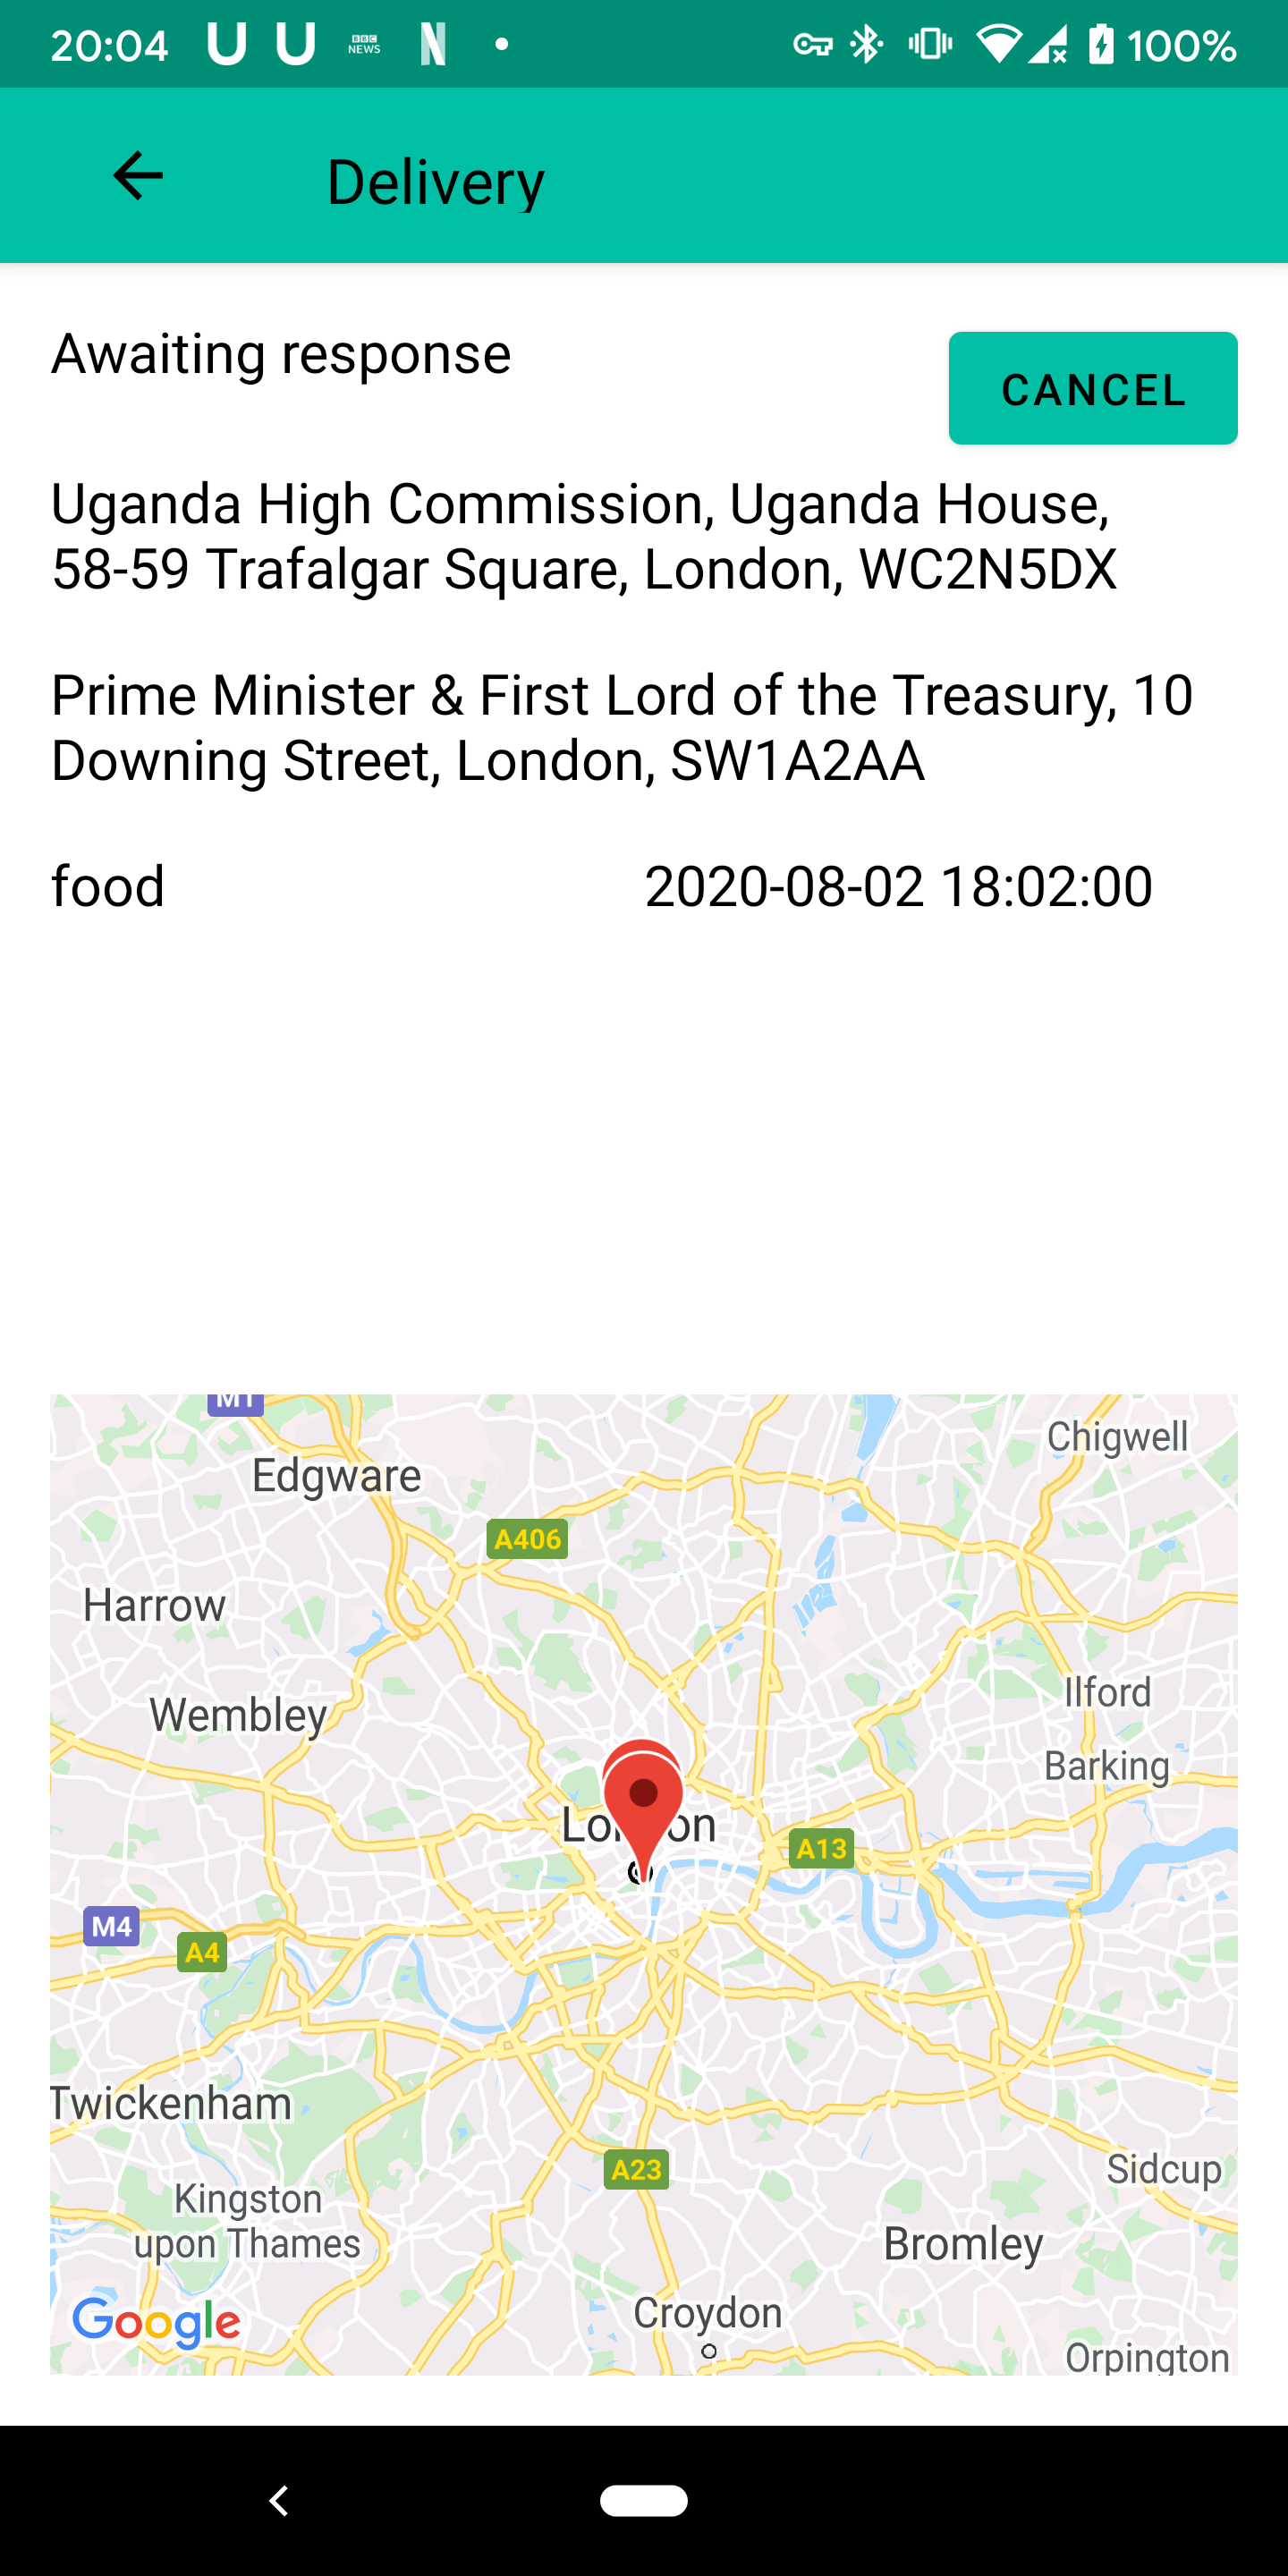 20:04 U U BBC NEWS N 100%
Delivery
Awaiting response
CANCEL
Uganda High Commission, Uganda House,
58-59 Trafalgar Square, London, WC2N5DX
Prime Minister & First Lord of the Treasury, 10
Downing Street, London, SW1A2AA
food 2020-08-02 18:02:00
M1
Chigwell
Edgware
A406
Harrow
Ilford
Wembley
Barking
London
A13
M4
A4
Twickenham
A23
Sidcup
Kingston
upon Thames
Bromley
Google
Croydon
Orpington